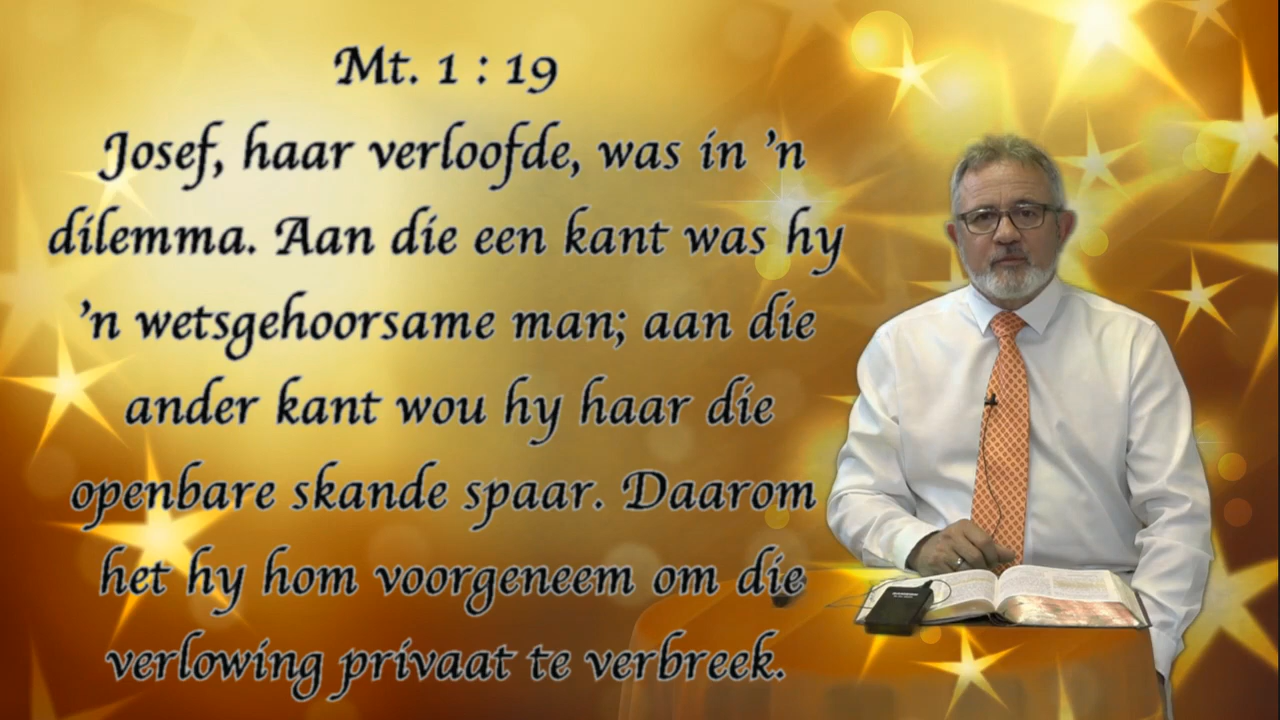 Mt. 1 : 19
Josef, haar verloofde, was in 'n
dilemma. Aan die een kant was hy
'n wetsgehoorsame man; aan die
ander kant wou hy haar die
openbare skande spaar. Daarom
het hy hom voorgeneem om die
verlowing privaat te verbreek.